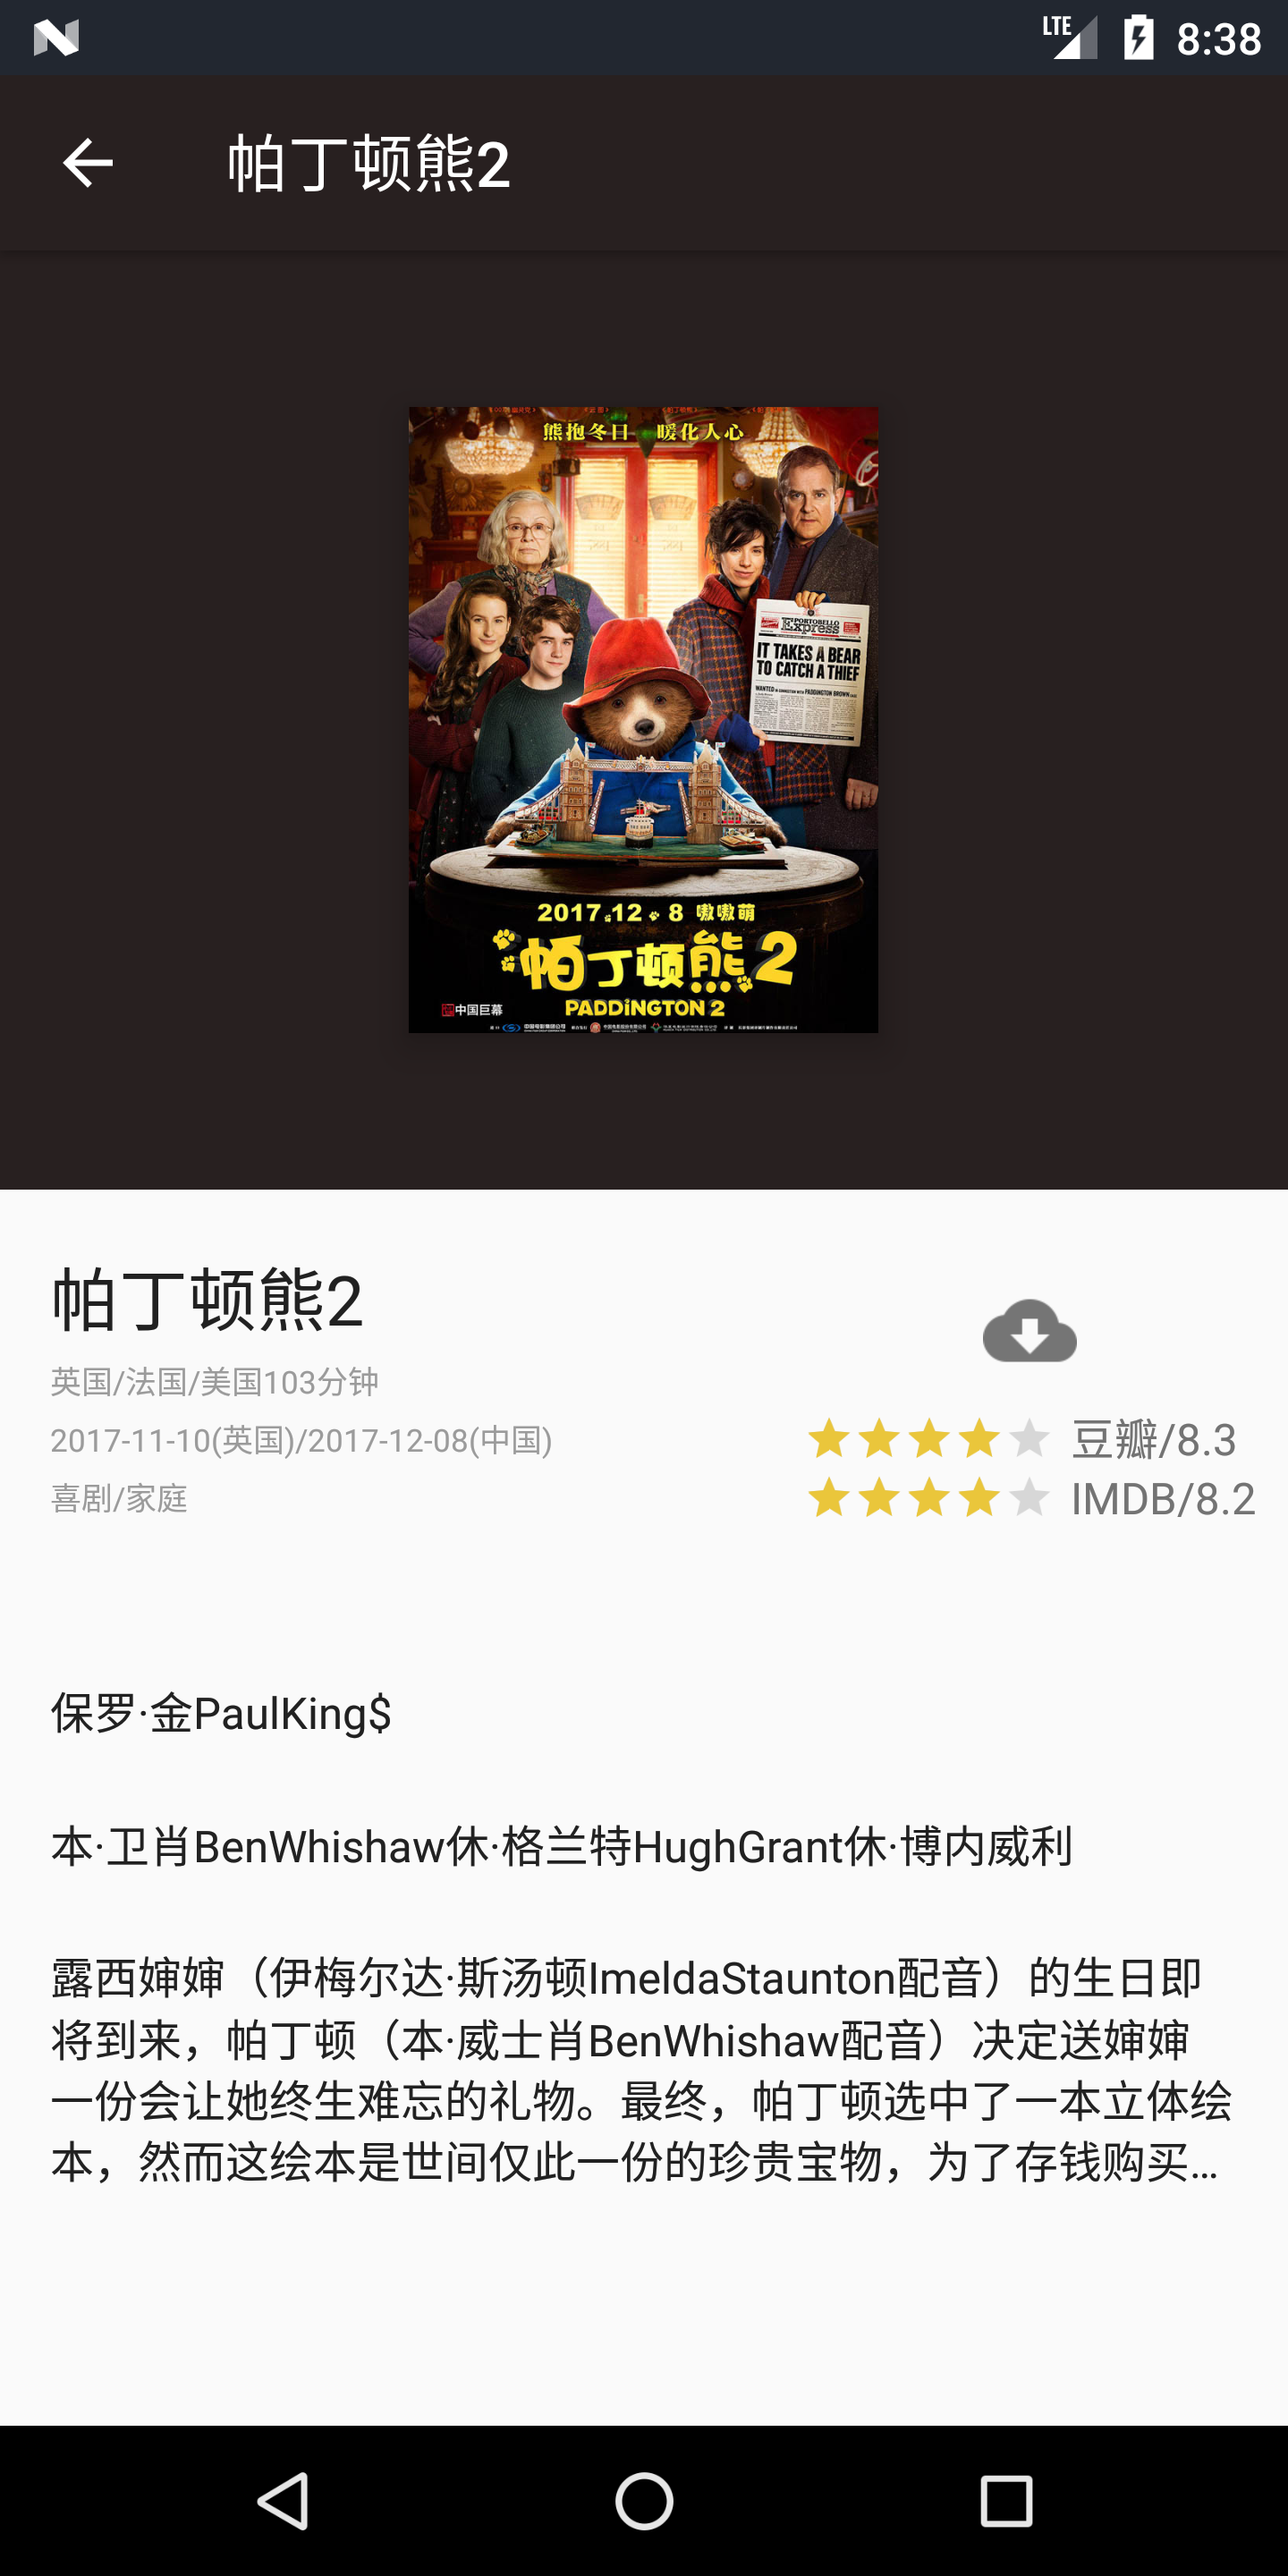 LTE 8:38
帕丁顿熊2
熊抱冬日 暖化人心
PORTOBELLO
Express
IT TAKES A BEAR
TO CATCH A THIEF
WANTED IN CONNECTION WITH PADDINGTON BROWN
2017.12.8 嗷嗷萌
帕丁顿熊2
PADDINGTON 2
中国巨幕
帕丁顿熊2
英国/法国/美国103分钟
2017-11-10(英国)/2017-12-08(中国)
豆瓣/8.3
喜剧/家庭
IMDB/8.2
保罗·金PaulKing$
本·卫肖BenWhishaw休·格兰特HughGrant休·博内威利
露西婶婶（伊梅尔达·斯汤顿ImeldaStaunton配音）的生日即
将到来，帕丁顿（本·威士肖BenWhishaw配音）决定送婶婶
一份会让她终生难忘的礼物。最终，帕丁顿选中了一本立体绘
本，然而这绘本是世间仅此一份的珍贵宝物，为了存钱购买...